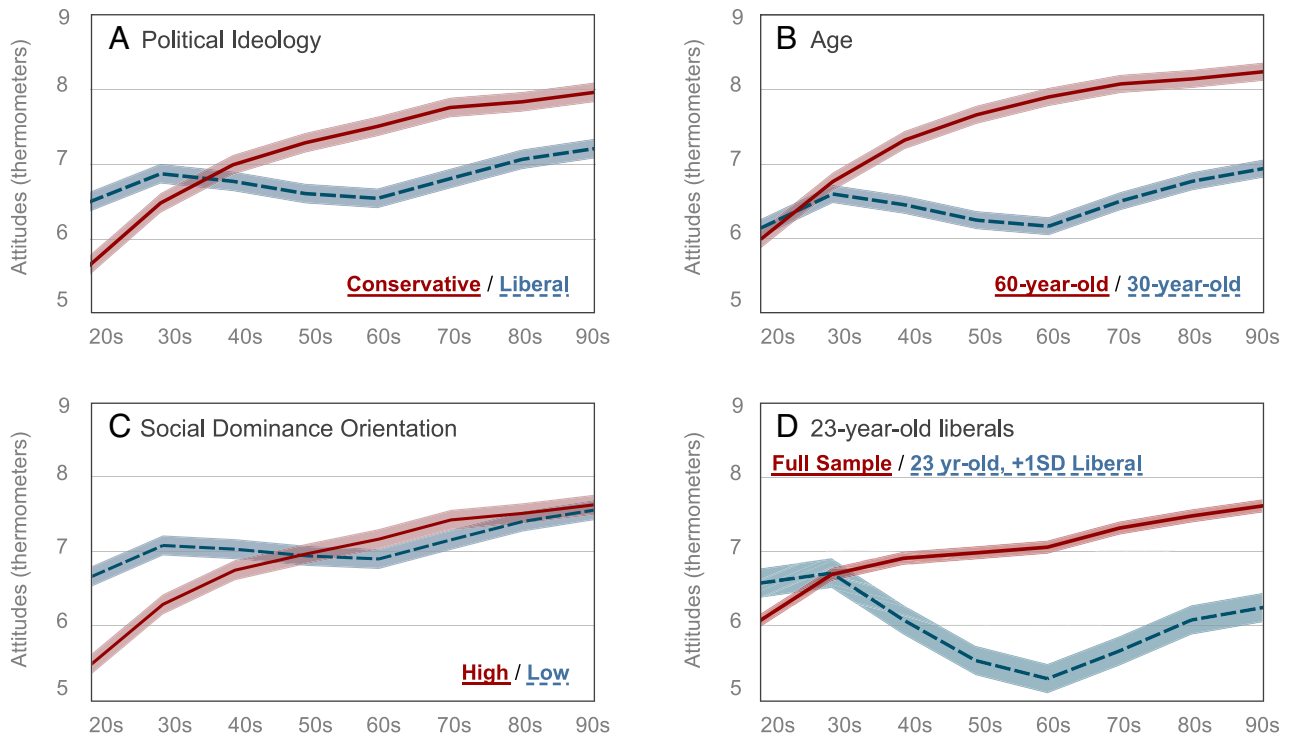 A Political Ideology
9
8
7
6
5
Attitudes (thermometers)
Conservative / Liberal
20s 30s 40s 50s 60s 70s 80s 90s
B Age
9
8
7
6
5
Attitudes (thermometers)
60-year-old / 30-year-old
20s 30s 40s 50s 60s 70s 80s 90s
C Social Dominance Orientation
9
8
7
6
5
Attitudes (thermometers)
High / Low
20s 30s 40s 50s 60s 70s 80s 90s
D 23-year-old liberals
Full Sample / 23 yr-old, +1SD Liberal
9
8
7
6
5
Attitudes (thermometers)
20s 30s 40s 50s 60s 70s 80s 90s